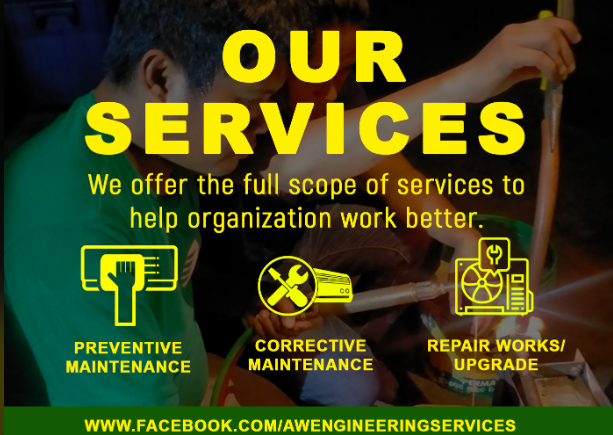 OUR
SERVICES
We offer the full scope of services to
help organization work better.
PREVENTIVE
MAINTENANCE
CORRECTIVE
MAINTENANCE
REPAIR WORKS/
UPGRADE
WWW.FACEBOOK.COM/AWENGINEERINGSERVICES